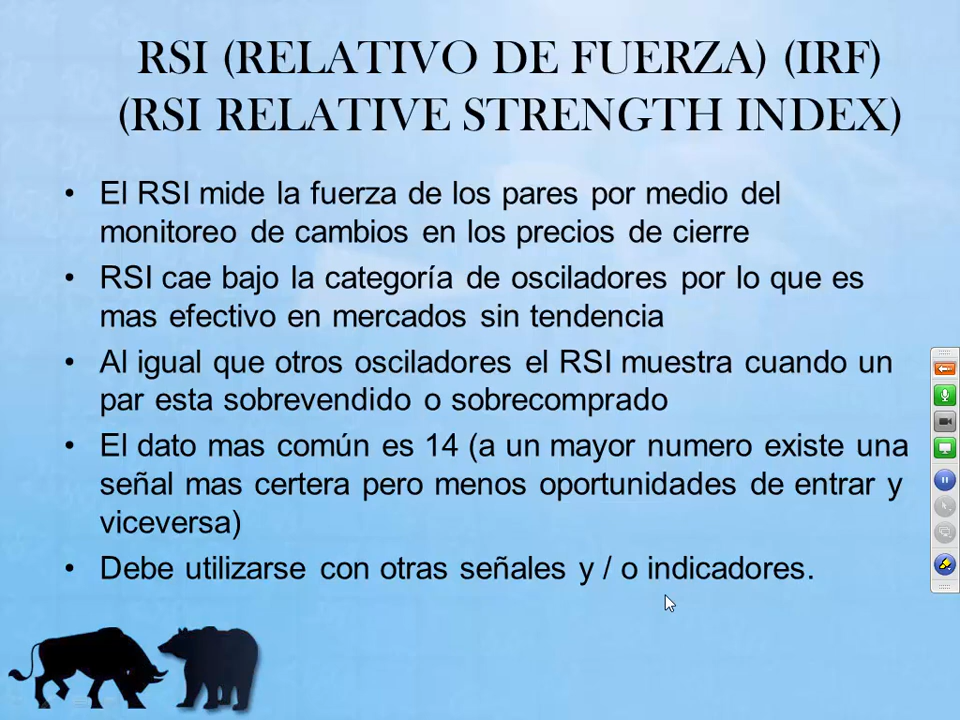 RSI (RELATIVO DE FUERZA) (IRF)
(RSI RELATIVE STRENGTH INDEX)
• El RSI mide la fuerza de los pares por medio del
monitoreo de cambios en los precios de cierre
• RSI cae bajo la categoría de osciladores por lo que es
mas efectivo en mercados sin tendencia
• Al igual que otros osciladores el RSI muestra cuando un
par esta sobrevendido o sobrecomprado
• El dato mas común es 14 (a un mayor numero existe una
señal mas certera pero menos oportunidades de entrar y
viceversa)
• Debe utilizarse con otras señales y / o indicadores.